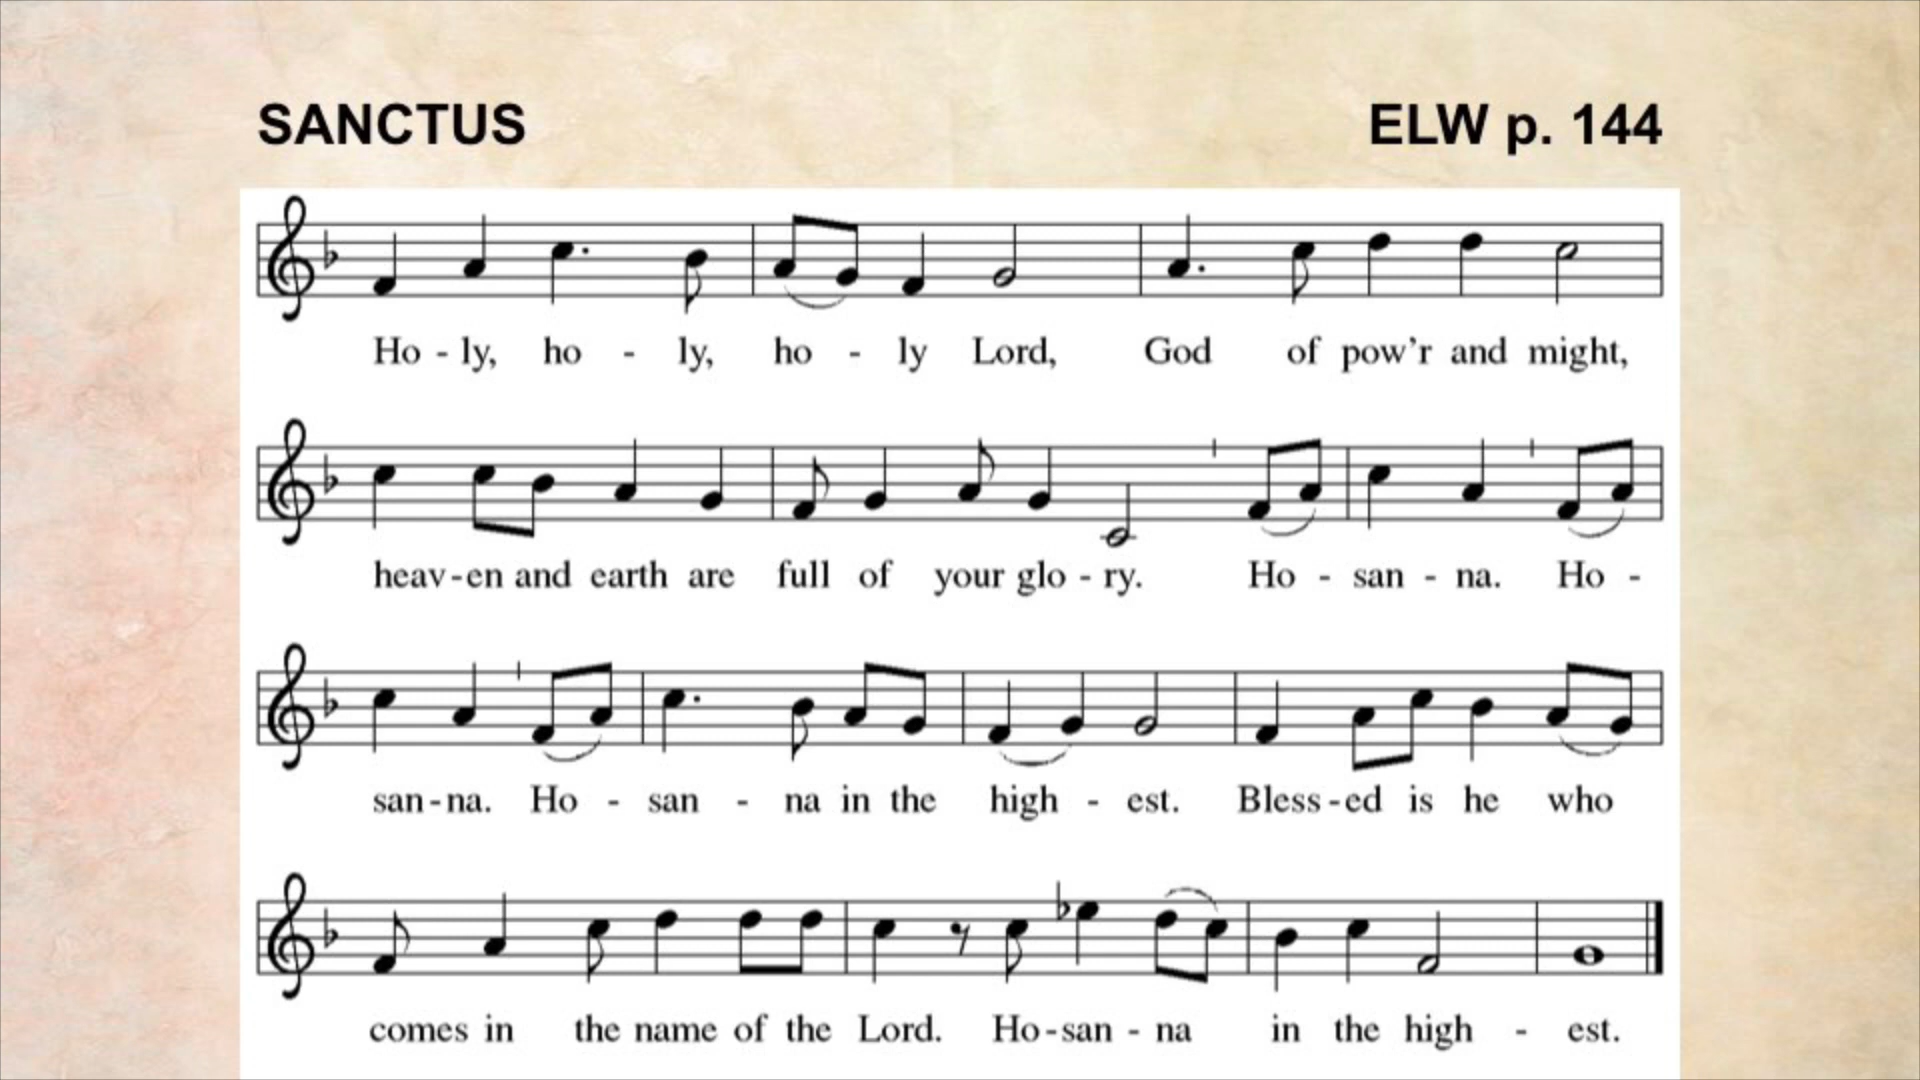 SANCTUS ELW p. 144
Ho - ly, ho - ly, ho - ly Lord, God of pow’r and might,
heav - en and earth are full of your glo - ry. Ho - san - na. Ho -
san - na. Ho - san - na in the high - est. Bless - ed is he who
comes in the name of the Lord. Ho - san - na in the high - est.